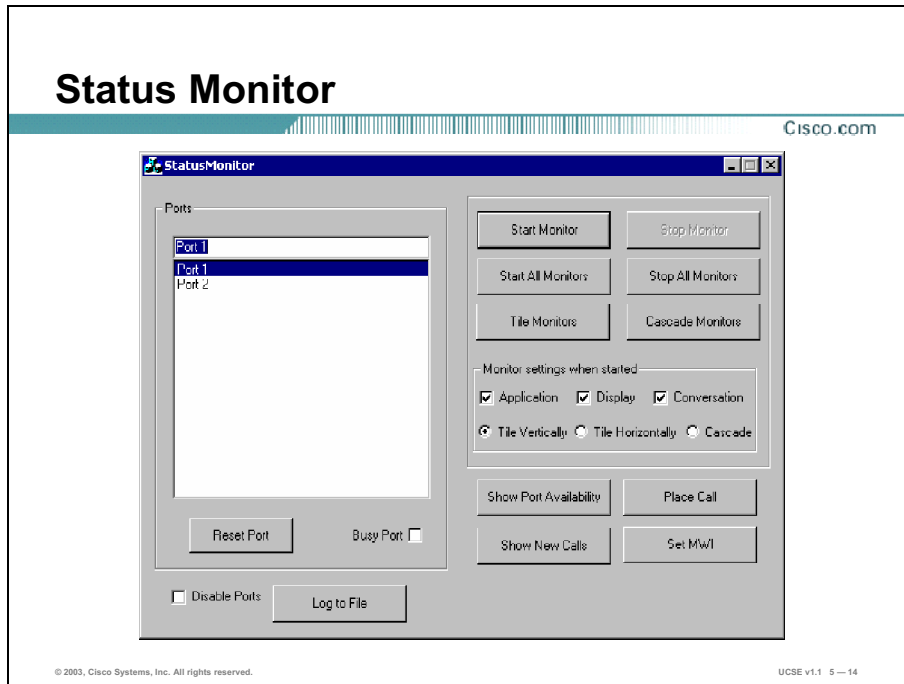 Status Monitor
Cisco.com
StatusMonitor
Ports
Port 1
Port 1
Port 2
Reset Port
Busy Port
Disable Ports
Log to File
Start Monitor
Stop Monitor
Start All Monitors
Stop All Monitors
Tile Monitors
Cascade Monitors
Monitor settings when started
Application
Display
Conversation
Tile Vertically
Tile Horizontally
Cascade
Show Port Availability
Place Call
Show New Calls
Set MWI
© 2003, Cisco Systems, Inc. All rights reserved.
UCSE v1.1 5 — 14